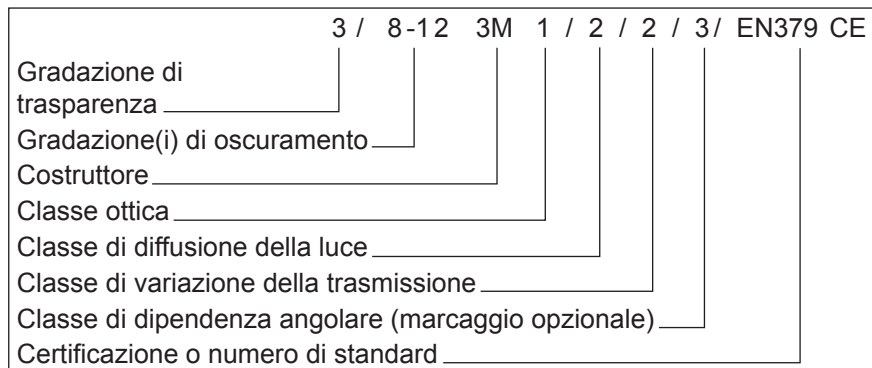 3 / 8-12 3M 1 / 2 / 2 / 3/ EN379 CE
Gradazione di
trasparenza
Gradazione(i) di oscuramento
Costruttore
Classe ottica
Classe di diffusione della luce
Classe di variazione della trasmissione
Classe di dipendenza angolare (marcaggio opzionale)
Certificazione o numero di standard